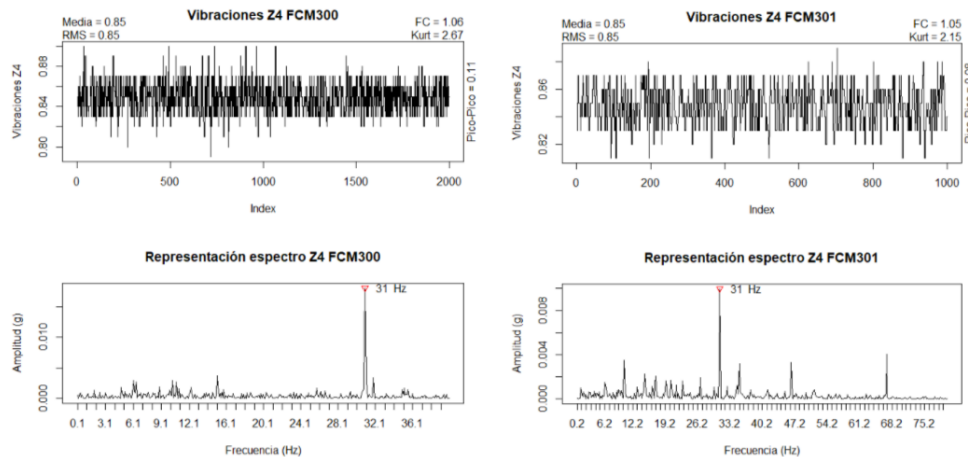 Vibraciones Z4 FCM300
Media = 0.85
RMS = 0.85
FC = 1.06
Kurt = 2.67
Vibraciones Z4
0.80 0.84 0.88
Pico-Pico = 0.11
0 500 1000 1500 2000
Index
Vibraciones Z4 FCM301
Media = 0.85
RMS = 0.85
FC = 1.05
Kurt = 2.15
Vibraciones Z4
0.82 0.86
0 200 400 600 800 1000
Index
Representación espectro Z4 FCM300
31 Hz
Amplitud (g)
0.000 0.010
0.1 3.1 6.1 9.1 12.1 16.1 20.1 24.1 28.1 32.1 36.1
Frecuencia (Hz)
Representación espectro Z4 FCM301
31 Hz
Amplitud (g)
0.000 0.004 0.008
0.2 6.2 12.2 19.2 26.2 33.2 40.2 47.2 54.2 61.2 68.2 75.2
Frecuencia (Hz)